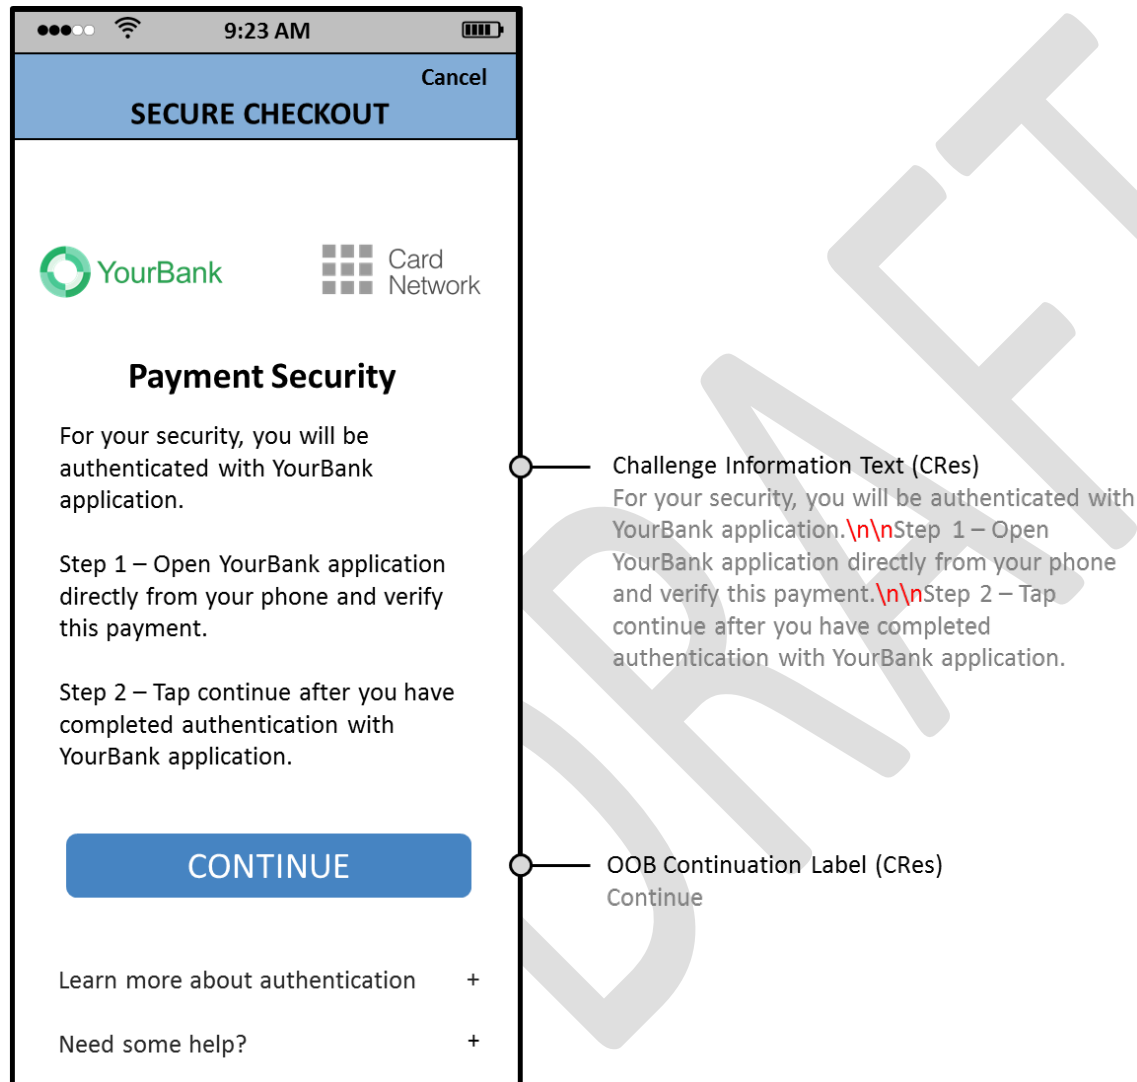 9:23 AM
Cancel
SECURE CHECKOUT
YourBank
Card
Network
Payment Security
For your security, you will be
authenticated with YourBank
application.
Step 1 – Open YourBank application
directly from your phone and verify
this payment.
Step 2 – Tap continue after you have
completed authentication with
YourBank application.
CONTINUE
Learn more about authentication +
Need some help? +
Challenge Information Text (CRes)
For your security, you will be authenticated with
YourBank application.\n\nStep 1 – Open
YourBank application directly from your phone
and verify this payment.\n\nStep 2 – Tap
continue after you have completed
authentication with YourBank application.
OOB Continuation Label (CRes)
Continue
DRAFT